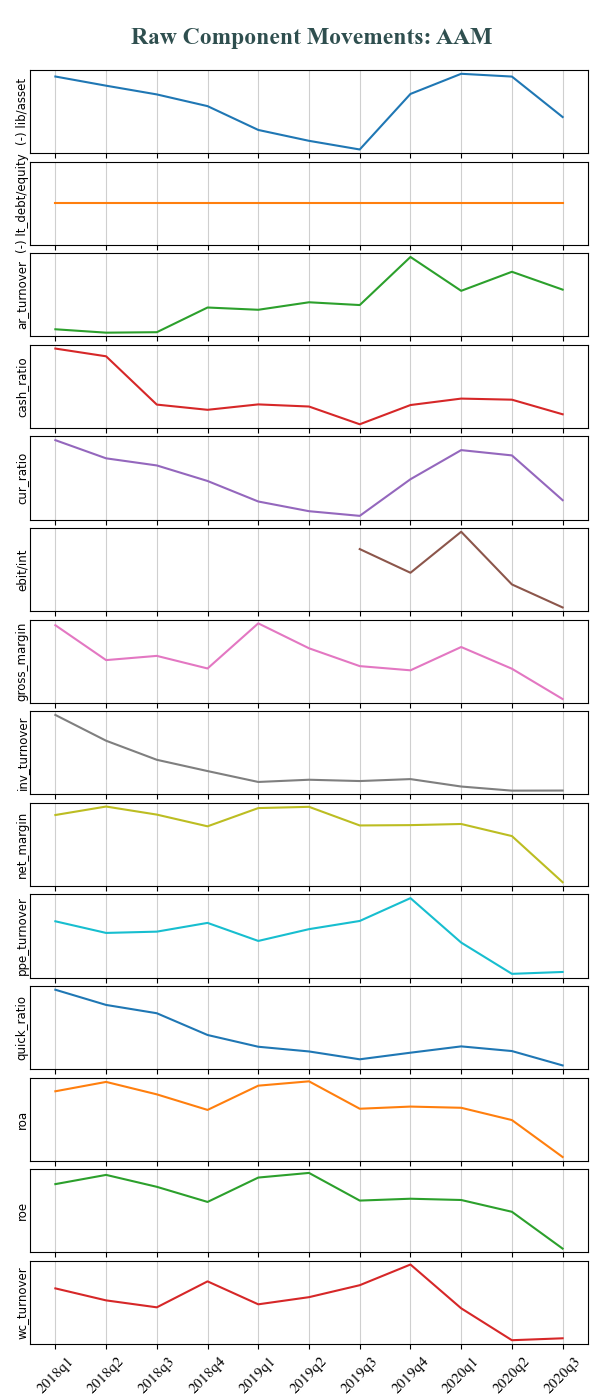 Raw Component Movements: AAM
(-) lib/asset
(-) lt_debt/equity
ar_turnover
cash_ratio
cur_ratio
ebit/int
gross_margin
inv_turnover
net_margin
ppe_turnover
quick_ratio
roa
roe
wc_turnover
2018q1 2018q2 2018q3 2018q4 2019q1 2019q2 2019q3 2019q4 2020q1 2020q2 2020q3